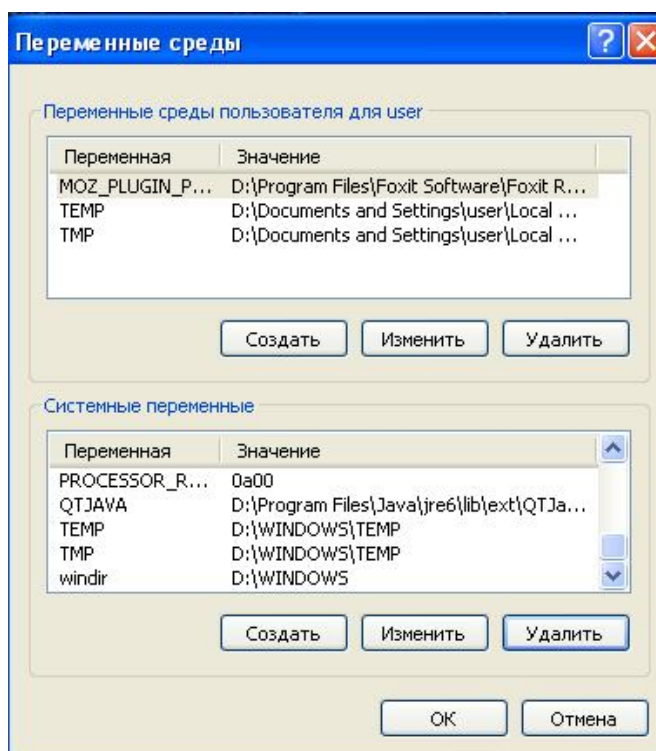 Переменные среды
Переменные среды пользователя для user
Переменная Значение
MOZ_PLUGIN_P... D:\Program Files\Foxit Software\Foxit R...
TEMP D:\Documents and Settings\user\Local ...
TMP D:\Documents and Settings\user\Local ...
Создать Изменить Удалить
Системные переменные
Переменная Значение
PROCESSOR_R... 0a00
QTJAVA D:\Program Files\Java\jre6\lib\ext\QTJa...
TEMP D:\WINDOWS\TEMP
TMP D:\WINDOWS\TEMP
windir D:\WINDOWS
Создать Изменить Удалить
ОК Отмена